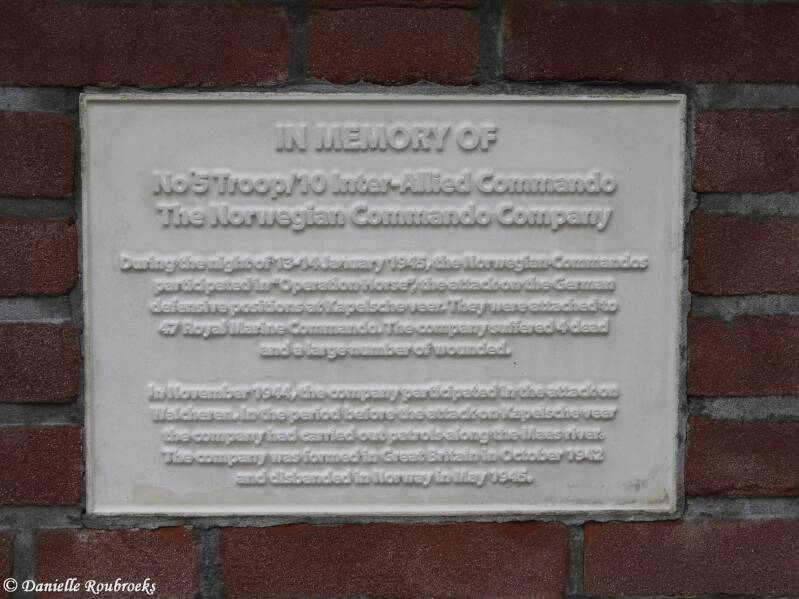 IN MEMORY OF
No 5 Troop/10 Inter-Allied Commando
The Norwegian Commando Company
During the night of 13-14 January 1945, the Norwegian Commandos
participated in "Operation Horse", the attack on the German
defensive positions at Kapelsche veer. They were attached to
47 Royal Marine Commando. The company suffered 4 dead
and a large number of wounded.
In November 1944, the company participated in the attack on
Walcheren. In the period before the attack on Kapelsche veer
the company had carried out patrols along the Maas river.
The company was formed in Great Britain in October 1942
and disbanded in Norway in May 1945.
© Danielle Roubroeks